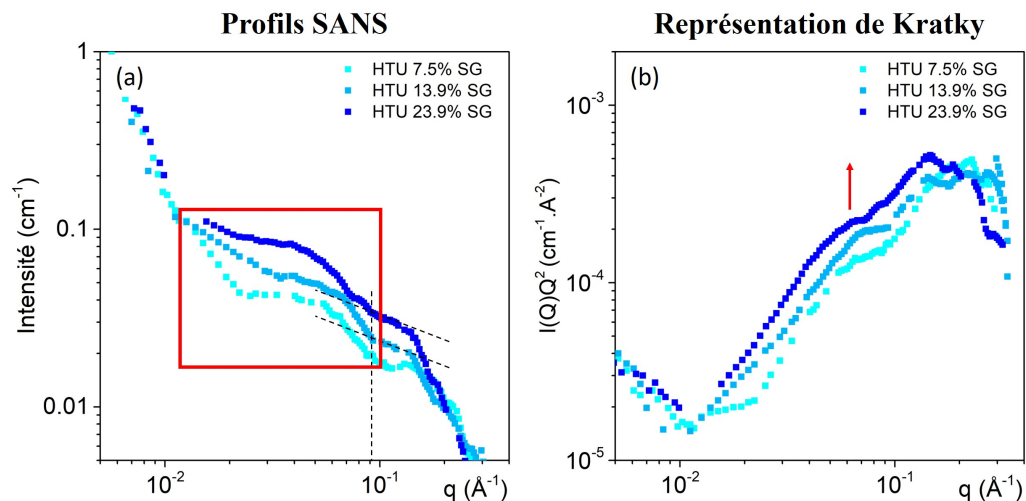 Profils SANS
(a)
HTU 7.5% SG
HTU 13.9% SG
HTU 23.9% SG
1
0.1
0.01
Intensité (cm⁻¹)
10⁻²
10⁻¹
q (Å⁻¹)
Représentation de Kratky
(b)
HTU 7.5% SG
HTU 13.9% SG
HTU 23.9% SG
10⁻³
10⁻⁴
10⁻⁵
I(Q)Q² (cm⁻¹.A⁻²)
10⁻²
10⁻¹
q (Å⁻¹)